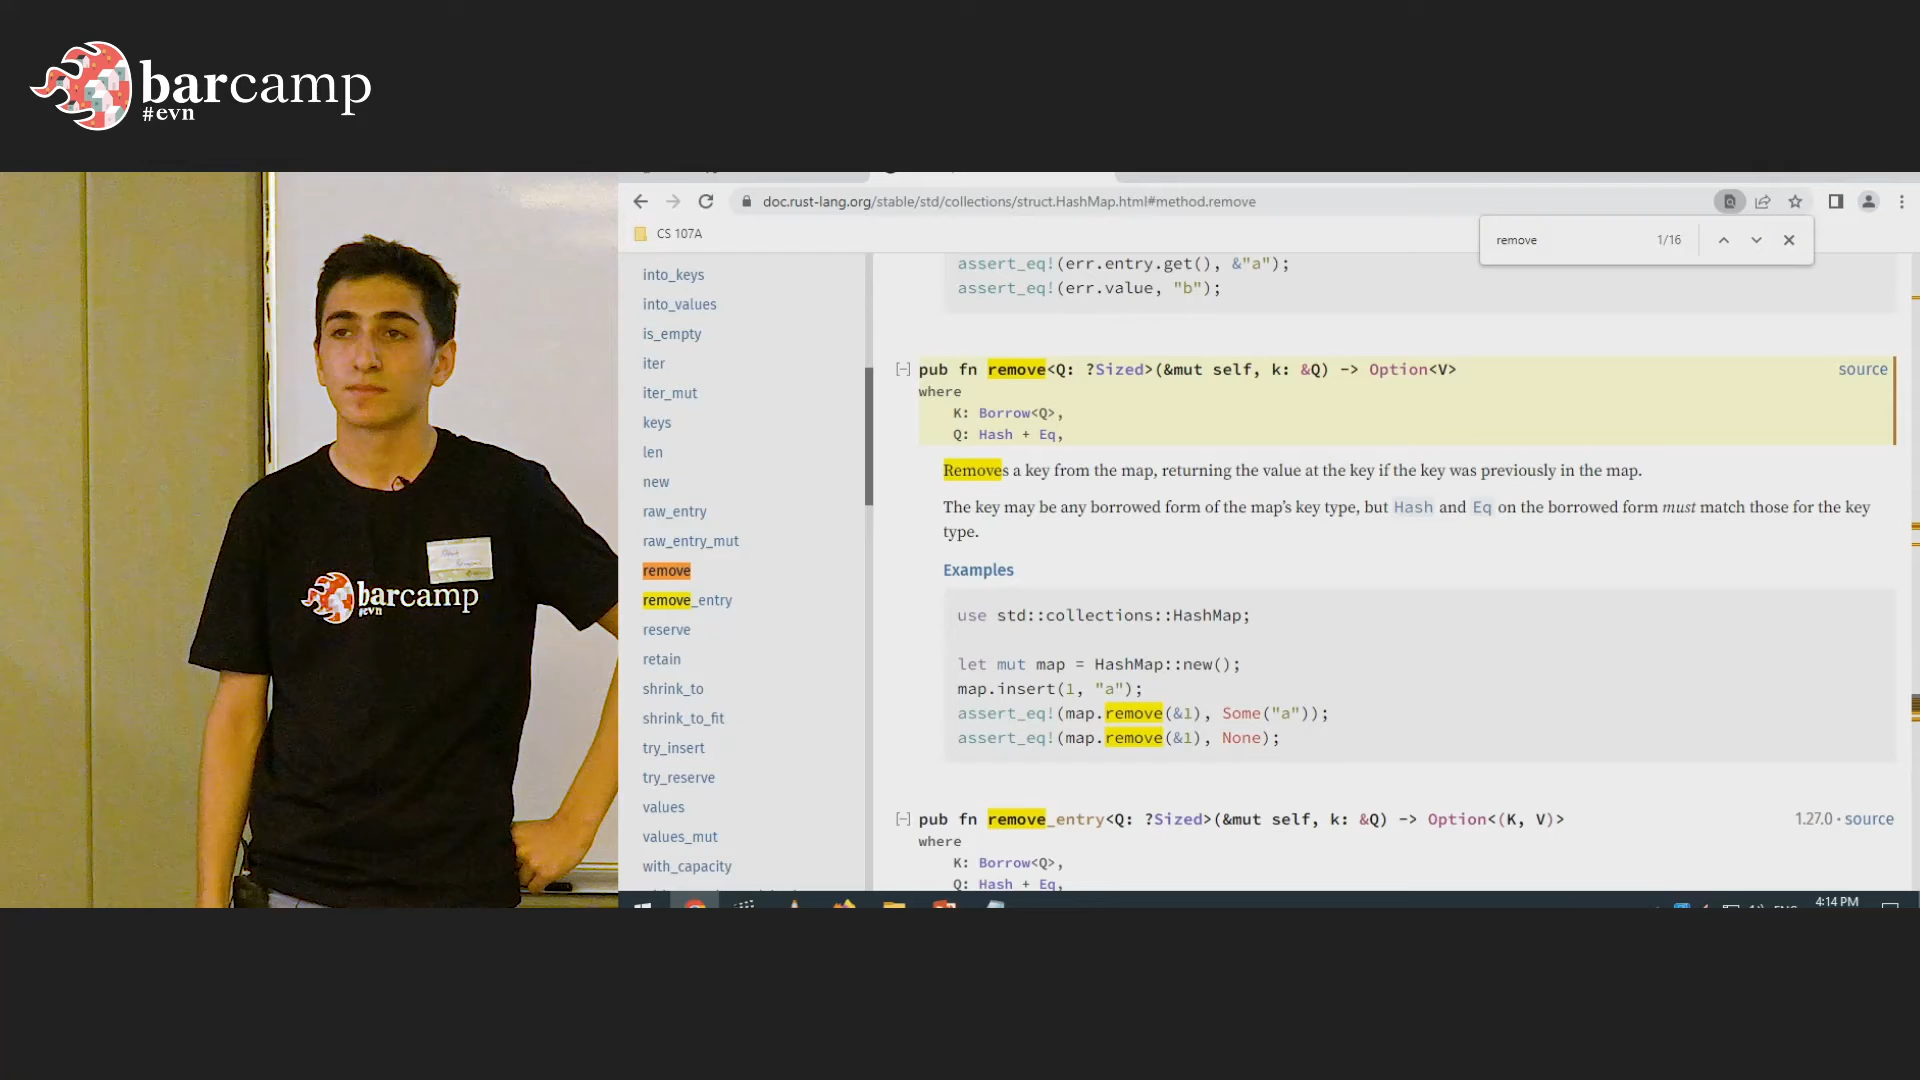 barcamp
#evn
barcamp
#evn
doc.rust-lang.org/stable/std/collections/struct.HashMap.html#method.remove
CS 107A
remove 1/16
into_keys
into_values
is_empty
iter
iter_mut
keys
len
new
raw_entry
raw_entry_mut
remove
remove_entry
reserve
retain
shrink_to
shrink_to_fit
try_insert
try_reserve
values
values_mut
with_capacity
assert_eq!(err.entry.get(), &"a");
assert_eq!(err.value, "b");
[-] pub fn remove<Q: ?Sized>(&mut self, k: &Q) -> Option<V> source
where
K: Borrow<Q>,
Q: Hash + Eq,
Removes a key from the map, returning the value at the key if the key was previously in the map.
The key may be any borrowed form of the map’s key type, but Hash and Eq on the borrowed form must match those for the key
type.
Examples
use std::collections::HashMap;
let mut map = HashMap::new();
map.insert(1, "a");
assert_eq!(map.remove(&1), Some("a"));
assert_eq!(map.remove(&1), None);
[-] pub fn remove_entry<Q: ?Sized>(&mut self, k: &Q) -> Option<(K, V)> 1.27.0 · source
where
K: Borrow<Q>,
Q: Hash + Eq,
4:14 PM